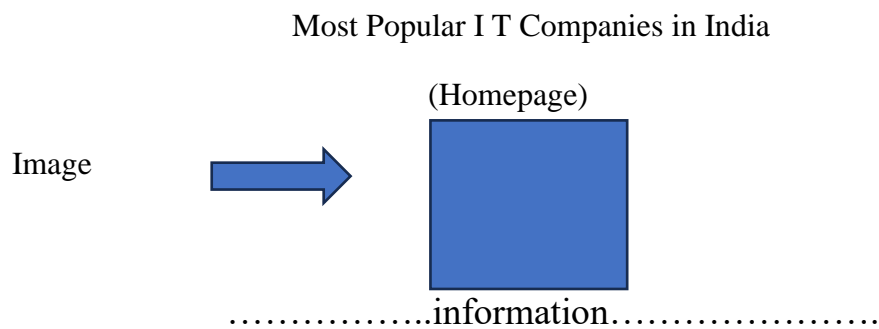 Most Popular I T Companies in India
(Homepage)
Image
……………..information………………….